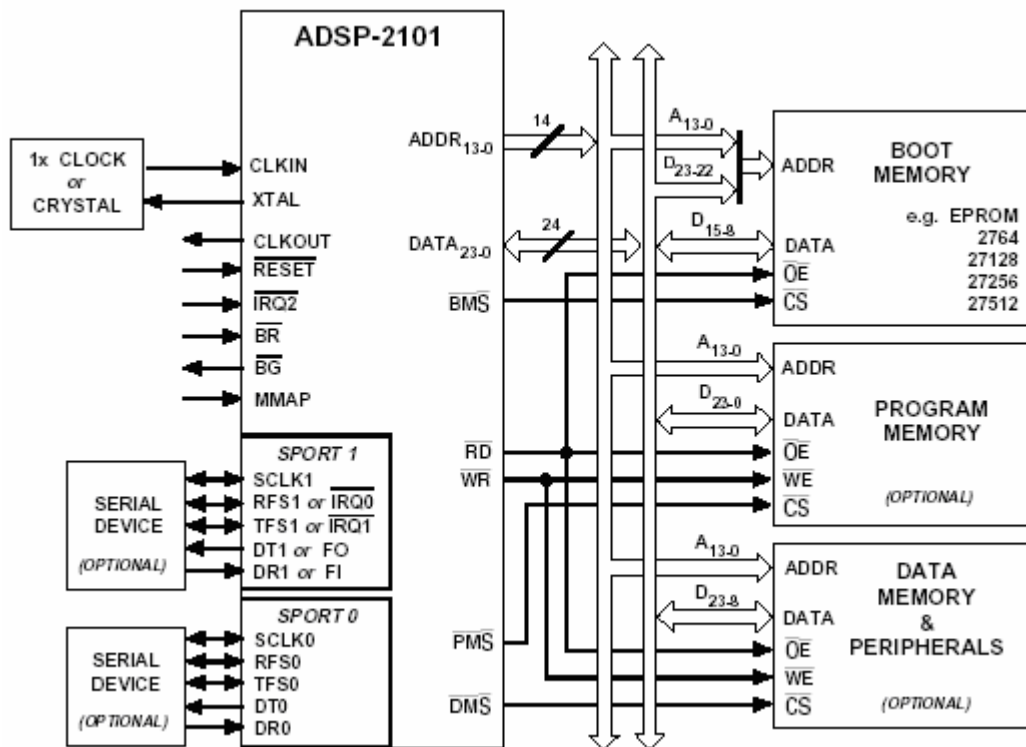 ADSP-2101
1x CLOCK
or
CRYSTAL
CLKIN
XTAL
CLKOUT
RESET
IRQ2
BR
BG
MMAP
SPORT 1
SCLK1
RFS1 or IRQ0
TFS1 or IRQ1
DT1 or FO
DR1 or FI
SERIAL
DEVICE
(OPTIONAL)
SPORT 0
SCLK0
RFS0
TFS0
DT0
DR0
SERIAL
DEVICE
(OPTIONAL)
ADDR13-0
14
DATA23-0
24
BMS
RD
WR
PMS
DMS
A13-0
D23-22
D15-8
ADDR
DATA
OE
CS
BOOT
MEMORY
e.g. EPROM
2764
27128
27256
27512
A13-0
D23-0
ADDR
DATA
OE
WE
CS
PROGRAM
MEMORY
(OPTIONAL)
A13-0
D23-8
ADDR
DATA
OE
WE
CS
DATA
MEMORY
&
PERIPHERALS
(OPTIONAL)